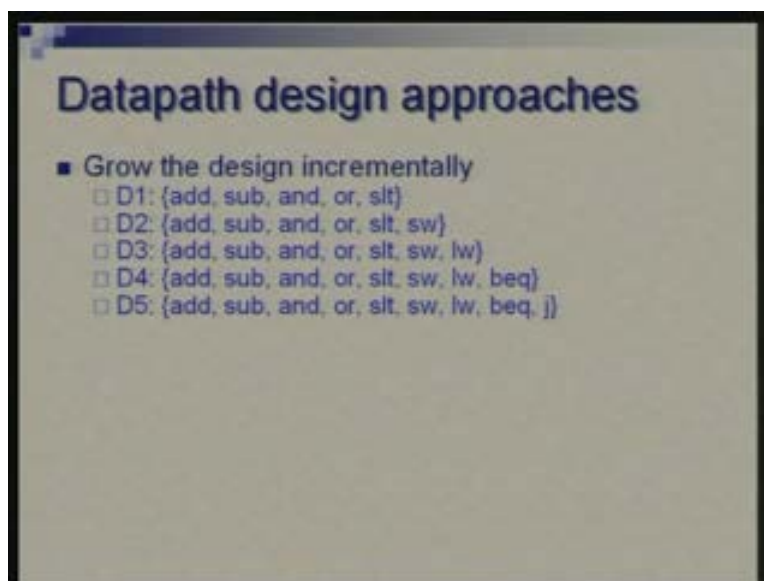 Datapath design approaches
Grow the design incrementally
D1: {add, sub, and, or, slt}
D2: {add, sub, and, or, slt, sw}
D3: {add, sub, and, or, slt, sw, lw}
D4: {add, sub, and, or, slt, sw, lw, beq}
D5: {add, sub, and, or, slt, sw, lw, beq, j}